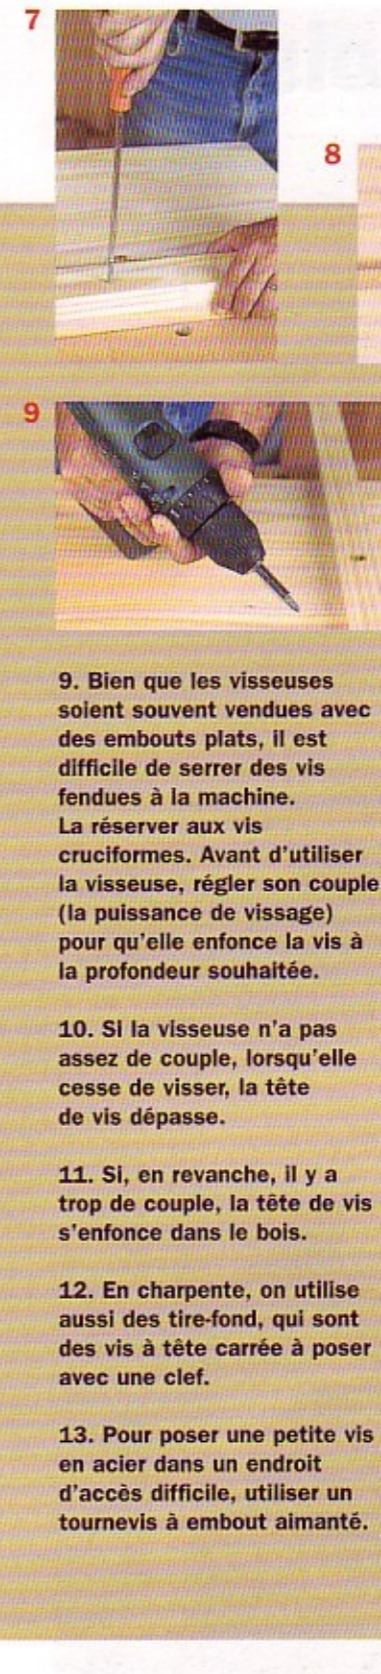 7
8
9
9. Bien que les visseuses
soient souvent vendues avec
des embouts plats, il est
difficile de serrer des vis
fendues à la machine.
La réserver aux vis
cruciformes. Avant d'utiliser
la visseuse, régler son couple
(la puissance de vissage)
pour qu'elle enfonce la vis à
la profondeur souhaitée.
10. Si la visseuse n'a pas
assez de couple, lorsqu'elle
cesse de visser, la tête
de vis dépasse.
11. Si, en revanche, il y a
trop de couple, la tête de vis
s'enfonce dans le bois.
12. En charpente, on utilise
aussi des tire-fond, qui sont
des vis à tête carrée à poser
avec une clef.
13. Pour poser une petite vis
en acier dans un endroit
d'accès difficile, utiliser un
tournevis à embout aimanté.